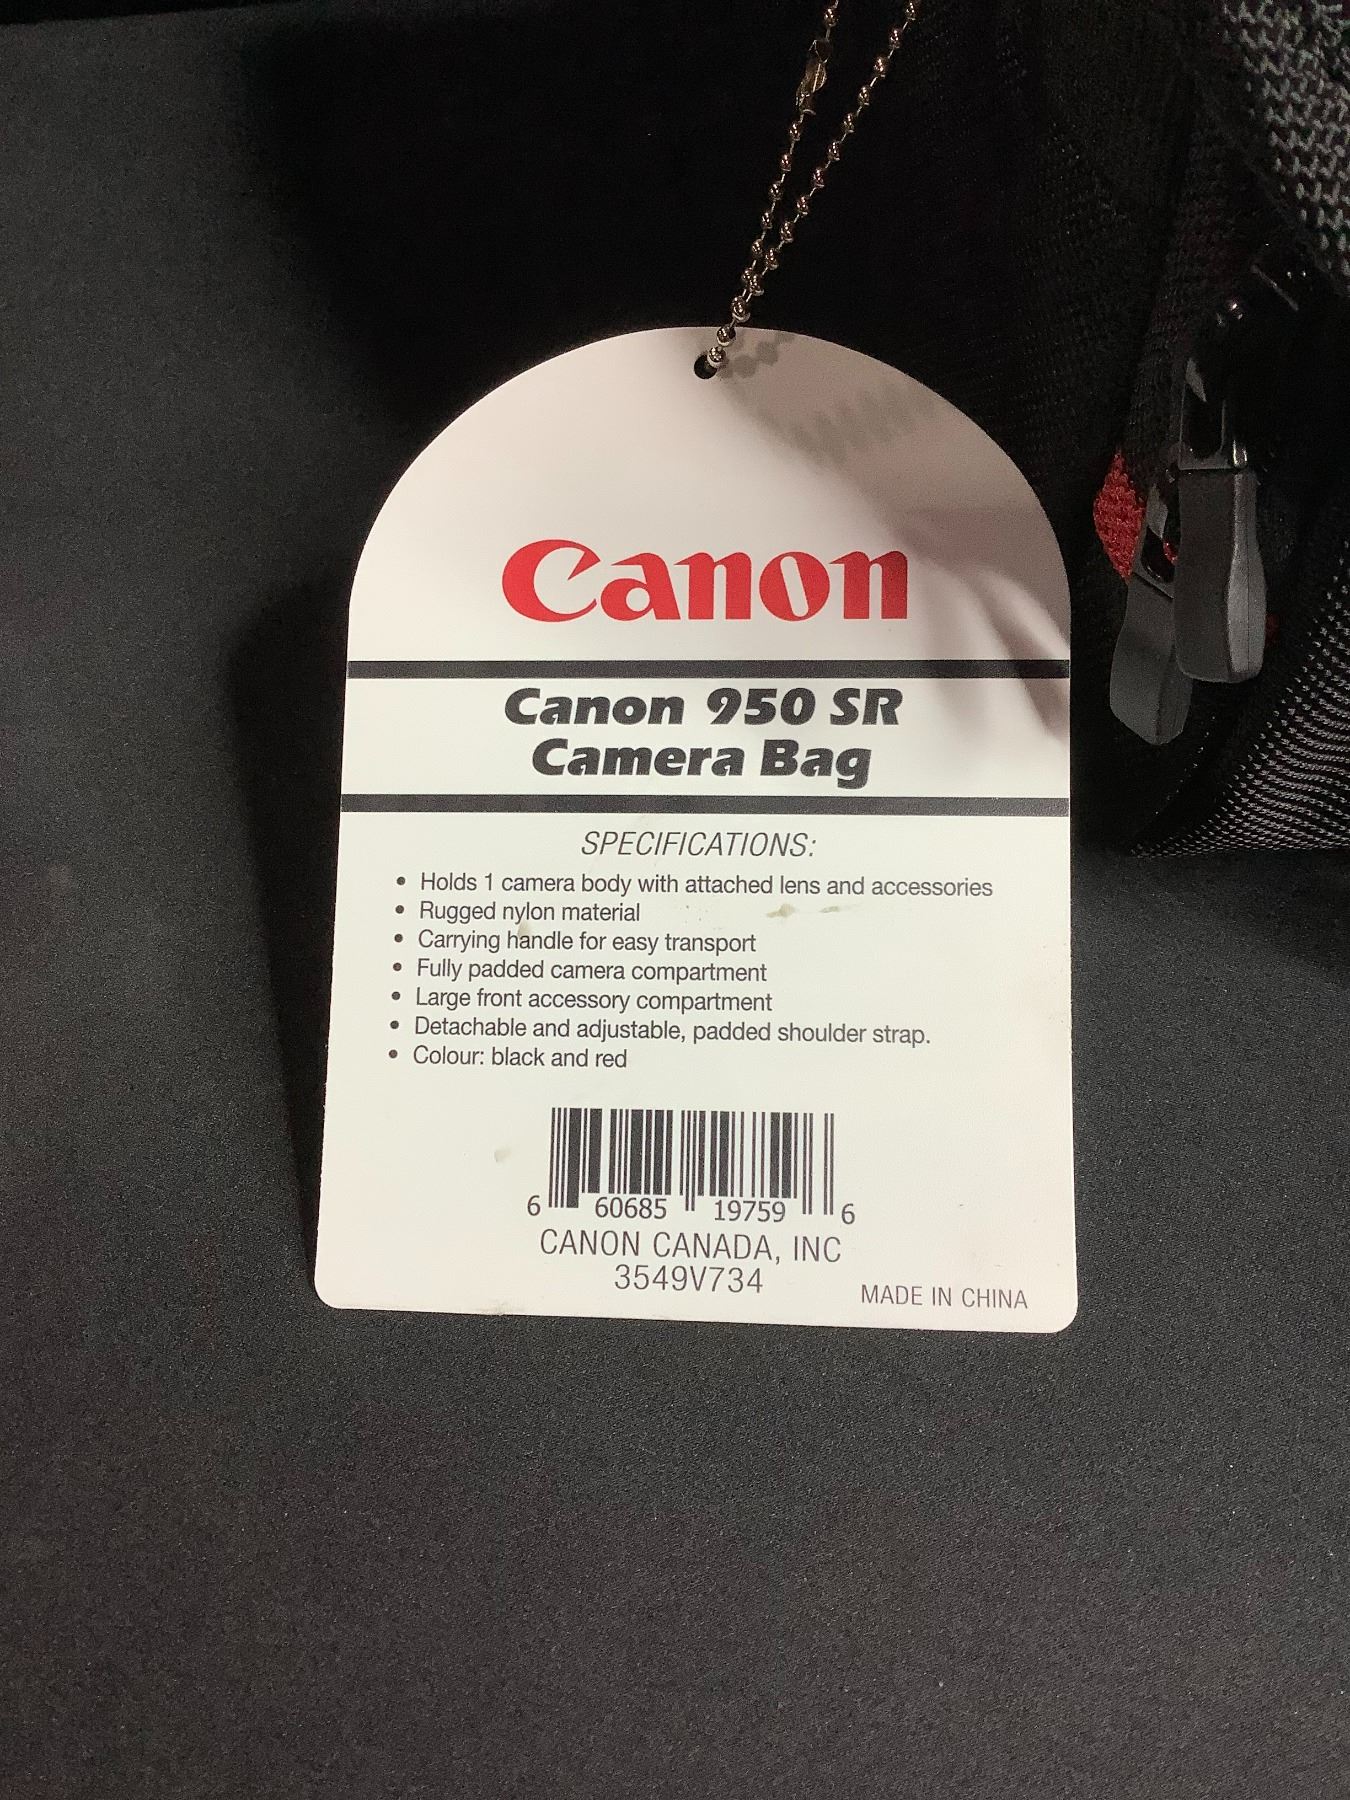 Canon
Canon 950 SR
Camera Bag
SPECIFICATIONS:
• Holds 1 camera body with attached lens and accessories
• Rugged nylon material
• Carrying handle for easy transport
• Fully padded camera compartment
• Large front accessory compartment
• Detachable and adjustable, padded shoulder strap.
• Colour: black and red
6 60685 19759 6
CANON CANADA, INC
3549V734
MADE IN CHINA